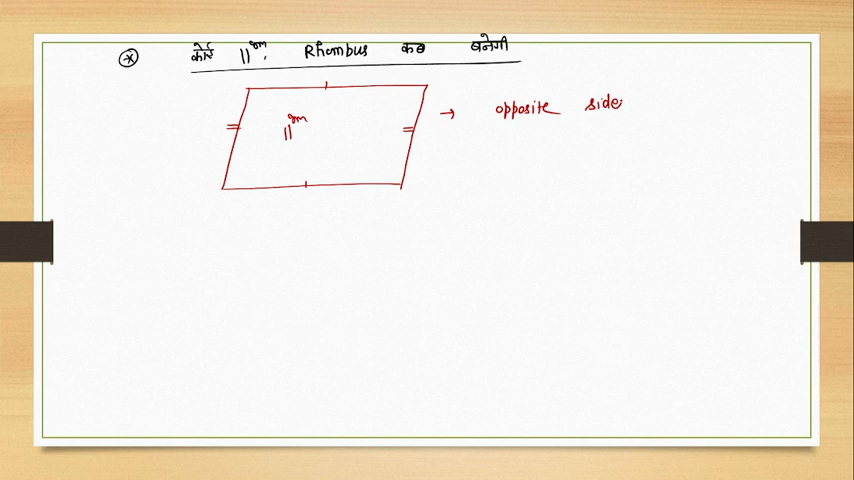 * कोई ||gm. Rhombus कब बनेगी
||gm → opposite side